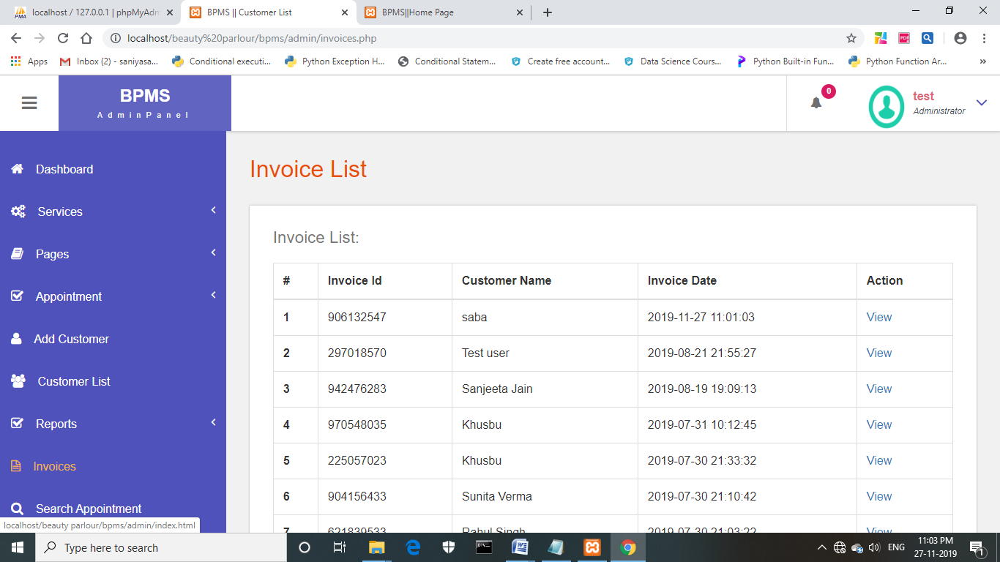 localhost / 127.0.0.1 | phpMyAdm
BPMS || Customer List
BPMS||Home Page
localhost/beauty%20parlour/bpms/admin/invoices.php
Apps
Inbox (2) - saniyasa...
Conditional executi...
Python Exception H...
Conditional Statem...
Create free account...
Data Science Cours...
Python Built-in Fun...
Python Function Ar...
»
BPMS
AdminPanel
0
test
Administrator
Dashboard
Services
Pages
Appointment
Add Customer
Customer List
Reports
Invoices
Search Appointment
Invoice List
Invoice List:
# Invoice Id Customer Name Invoice Date Action
1 906132547 saba 2019-11-27 11:01:03 View
2 297018570 Test user 2019-08-21 21:55:27 View
3 942476283 Sanjeeta Jain 2019-08-19 19:09:13 View
4 970548035 Khusbu 2019-07-31 10:12:45 View
5 225057023 Khusbu 2019-07-30 21:33:32 View
6 904156433 Sunita Verma 2019-07-30 21:10:42 View
7 621839533 Rahul Singh 2019-07-30 21:03:22 View
localhost/beauty parlour/bpms/admin/index.html
Type here to search
ENG
11:03 PM
27-11-2019
1